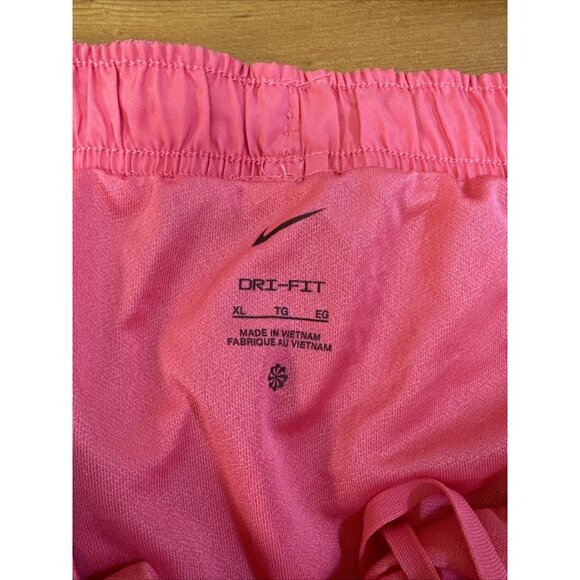 DRI-FIT
XL TG EG
MADE IN VIETNAM
FABRIQUE AU VIETNAM